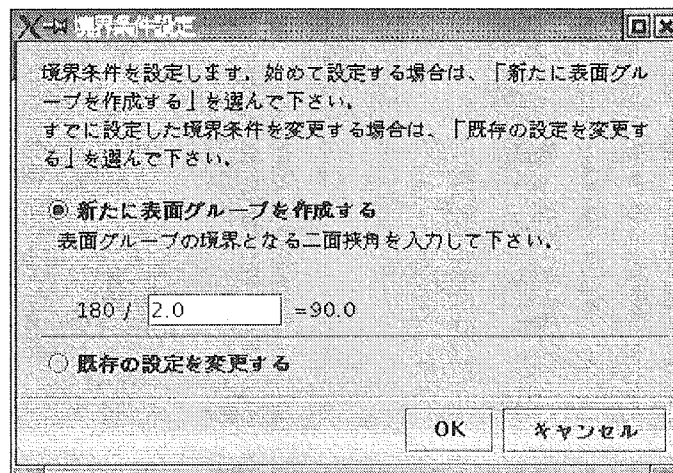 境界条件設定
境界条件を設定します。始めて設定する場合は、「新たに表面グル
ープを作成する」を選んで下さい。
すでに設定した境界条件を変更する場合は、「既存の設定を変更す
る」を選んで下さい。
新たに表面グループを作成する
表面グループの境界となる二面挟角を入力して下さい。
180 / 2.0 =90.0
既存の設定を変更する
OK キャンセル